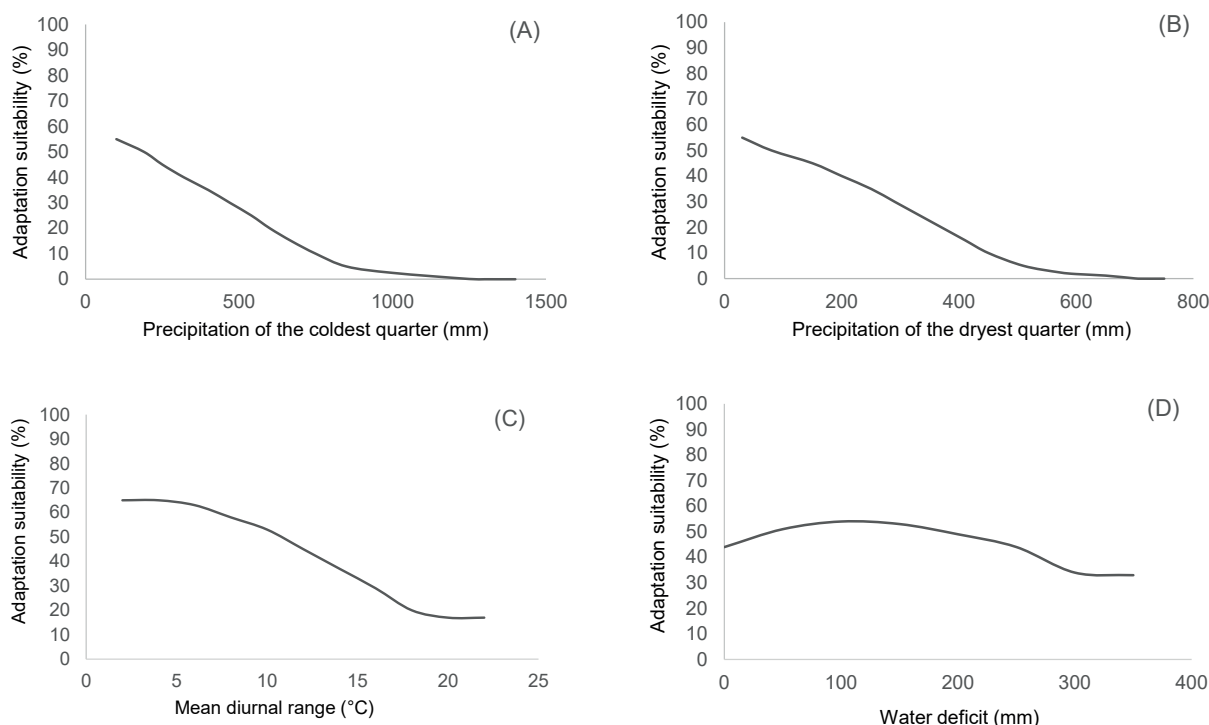 (A)
Adaptation suitability (%)
100
90
80
70
60
50
40
30
20
10
0
0 500 1000 1500
Precipitation of the coldest quarter (mm)
(B)
Adaptation suitability (%)
100
90
80
70
60
50
40
30
20
10
0
0 200 400 600 800
Precipitation of the dryest quarter (mm)
(C)
Adaptation suitability (%)
100
90
80
70
60
50
40
30
20
10
0
0 5 10 15 20 25
Mean diurnal range (°C)
(D)
Adaptation suitability (%)
100
90
80
70
60
50
40
30
20
10
0
0 100 200 300 400
Water deficit (mm)